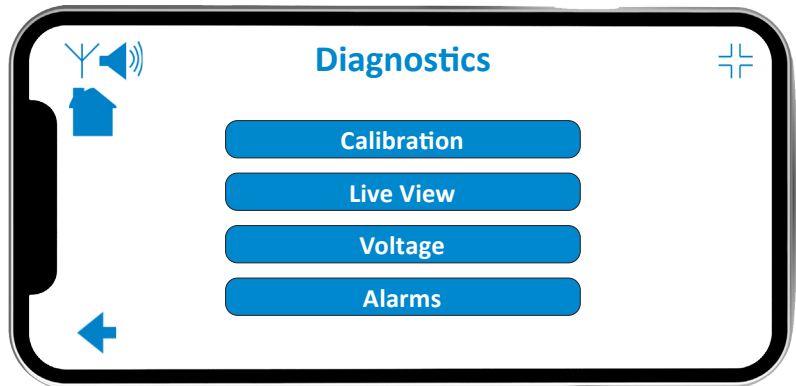 Diagnostics
Calibration
Live View
Voltage
Alarms